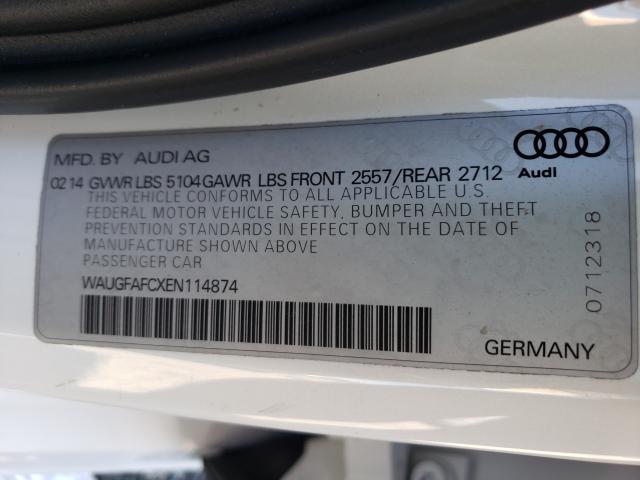 MFD. BY AUDI AG
Audi
02 14 GVWR LBS 5104 GAWR LBS FRONT 2557/REAR 2712
THIS VEHICLE CONFORMS TO ALL APPLICABLE U.S.
FEDERAL MOTOR VEHICLE SAFETY, BUMPER AND THEFT
PREVENTION STANDARDS IN EFFECT ON THE DATE OF
MANUFACTURE SHOWN ABOVE
PASSENGER CAR
WAUGFAFCXEN114874
0712318
GERMANY